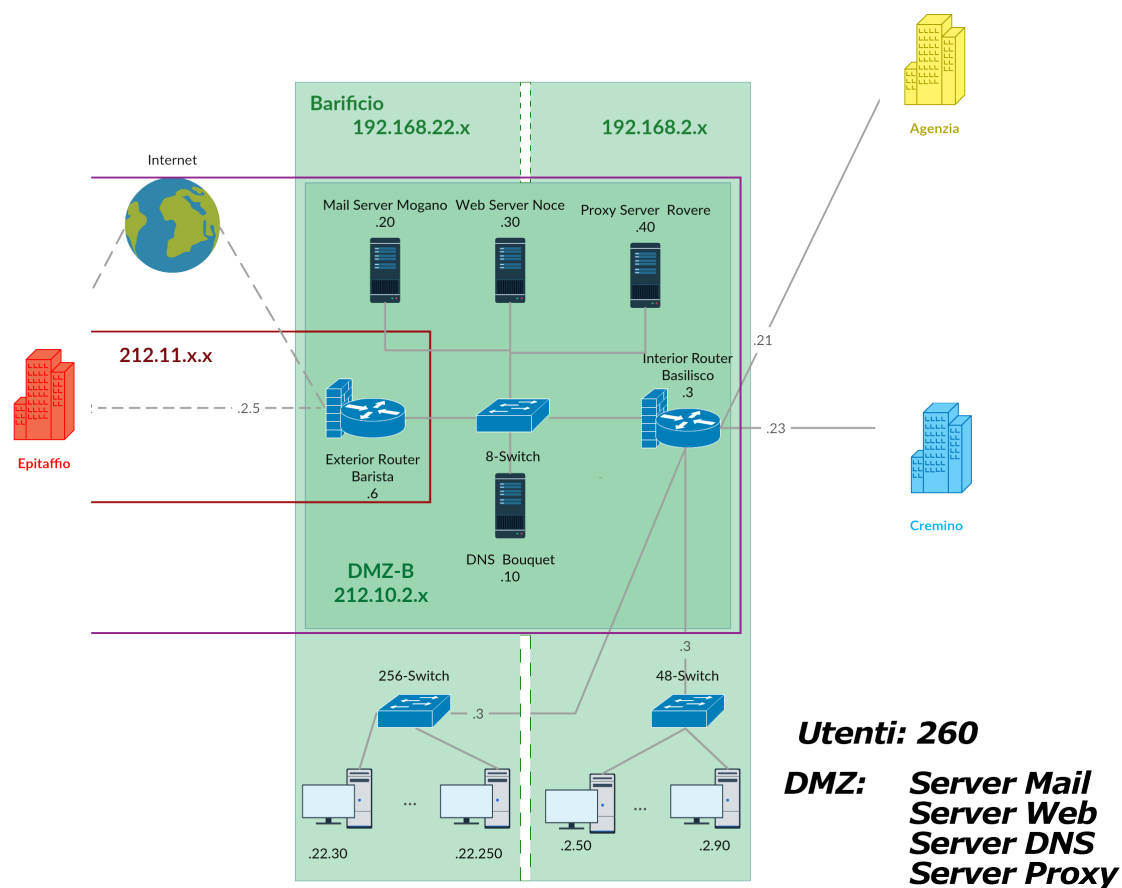 Agenzia
Barificio
192.168.22.x
192.168.2.x
Internet
Mail Server Mogano
.20
Web Server Noce
.30
Proxy Server Rovere
.40
212.11.x.x
.21
Interior Router
Basilisco
.3
.2.5
.23
Epitaffio
Exterior Router
Barista
.6
8-Switch
Cremino
DNS Bouquet
.10
DMZ-B
212.10.2.x
.3
256-Switch
48-Switch
.3
Utenti: 260
DMZ: Server Mail
Server Web
Server DNS
Server Proxy
...
...
.22.30
.22.250
.2.50
.2.90